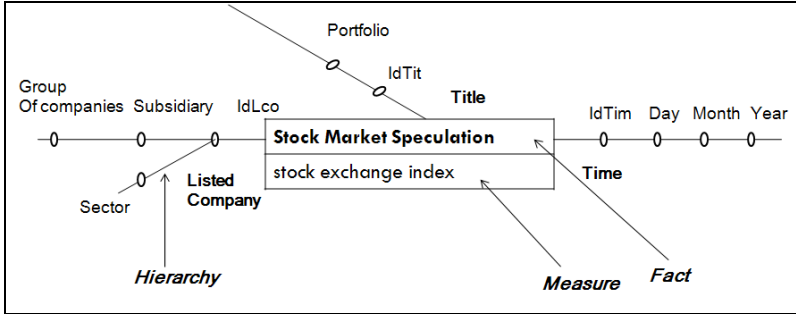 Portfolio
IdTit
Title
Group
Of companies Subsidiary IdLco
IdTim Day Month Year
Stock Market Speculation
stock exchange index
Time
Listed
Company
Sector
Hierarchy
Measure
Fact